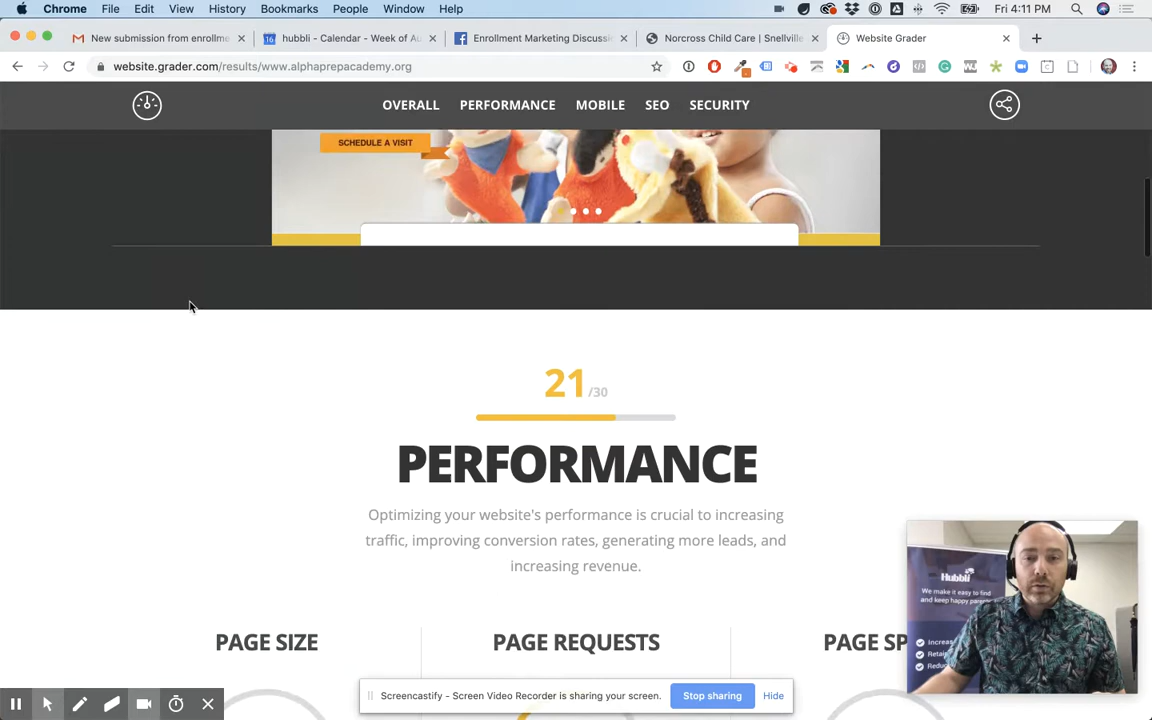 Chrome File Edit View History Bookmarks People Window Help Fri 4:11 PM
New submission from enrollme
hubbli - Calendar - Week of Au
Enrollment Marketing Discussi
Norcross Child Care | Snellville
Website Grader
website.grader.com/results/www.alphaprepacademy.org
OVERALL PERFORMANCE MOBILE SEO SECURITY
SCHEDULE A VISIT
21/30
PERFORMANCE
Optimizing your website's performance is crucial to increasing
traffic, improving conversion rates, generating more leads, and
increasing revenue.
PAGE SIZE
PAGE REQUESTS
PAGE SP
Hubbli
We make it easy to find
and keep happy paren
Increas
Retai
Redu
Screencastify - Screen Video Recorder is sharing your screen.
Stop sharing
Hide